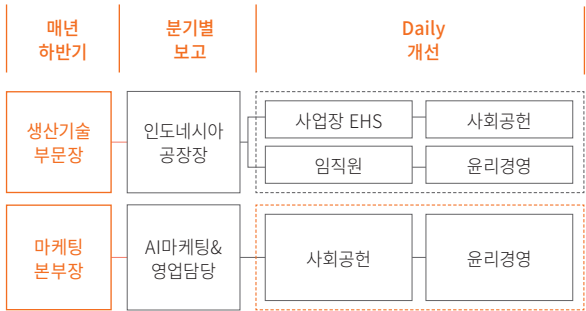 매년
하반기
분기별
보고
Daily
개선
생산기술
부문장
인도네시아
공장장
사업장 EHS
사회공헌
임직원
윤리경영
마케팅
본부장
AI마케팅&
영업담당
사회공헌
윤리경영